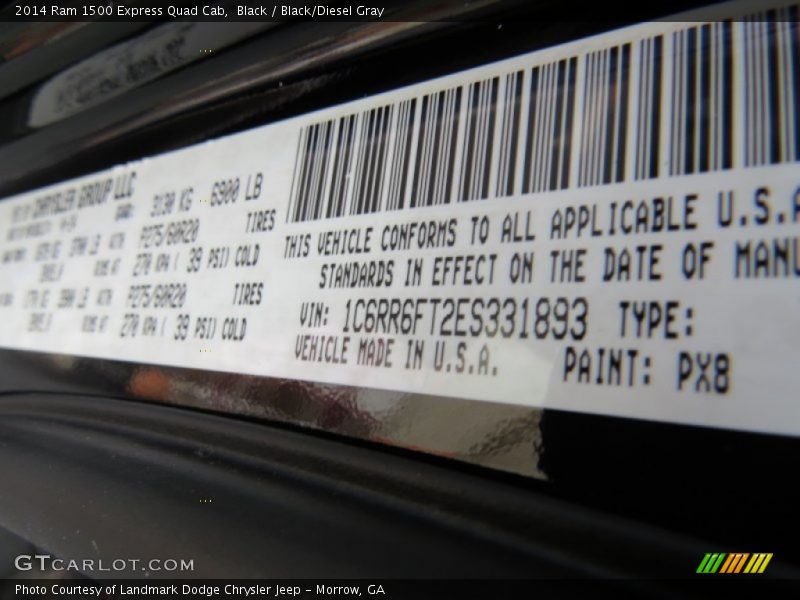 2014 Ram 1500 Express Quad Cab, Black / Black/Diesel Gray
CHRYSLER GROUP LLC
3130 KG 6900 LB
P275/60R20 TIRES
270 KPA ( 39 PSI) COLD
P275/60R20 TIRES
270 KPA ( 39 PSI) COLD
THIS VEHICLE CONFORMS TO ALL APPLICABLE U.S.A
STANDARDS IN EFFECT ON THE DATE OF MANU
VIN: 1C6RR6FT2ES331893 TYPE:
VEHICLE MADE IN U.S.A. PAINT: PX8
GTCARLOT.COM
Photo Courtesy of Landmark Dodge Chrysler Jeep - Morrow, GA